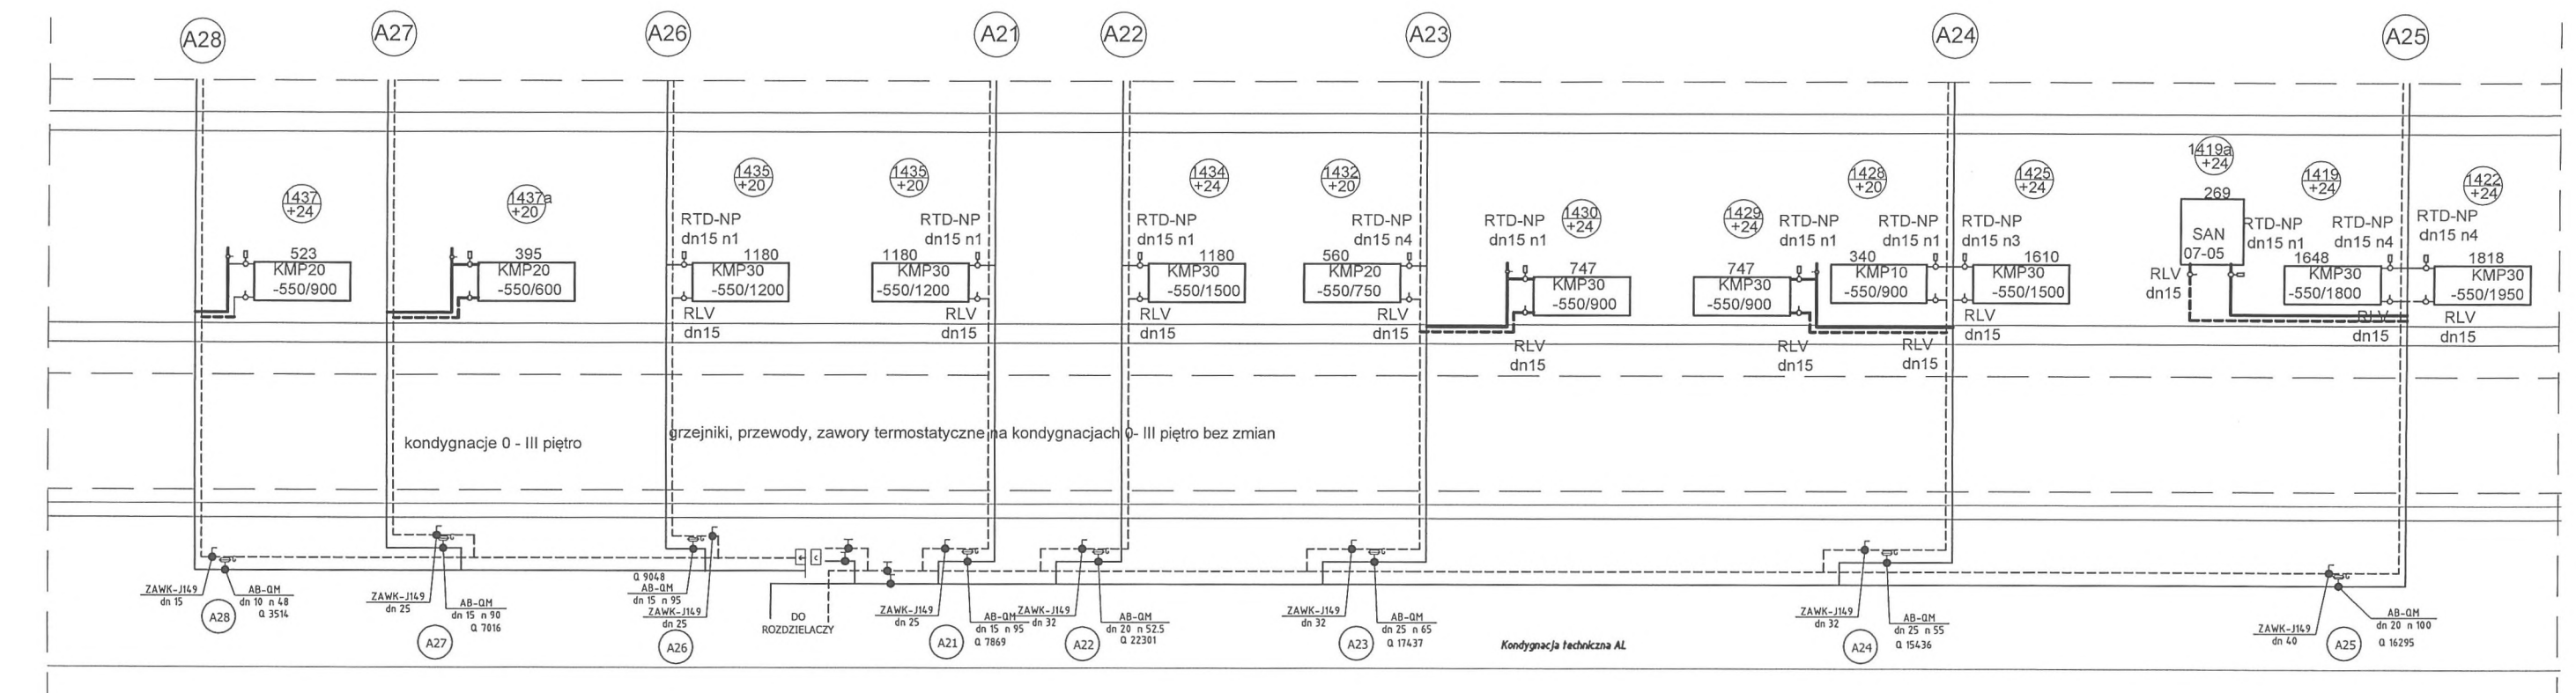 A28
A27
A26
A21
A22
A23
A24
A25
1437
+24
523
KMP20
-550/900
1437a
+20
395
KMP20
-550/600
1435
+20
RTD-NP
dn15 n1
1180
KMP30
-550/1200
RLV
dn15
1435
+20
RTD-NP
dn15 n1
1180
KMP30
-550/1200
RLV
dn15
1434
+24
RTD-NP
dn15 n1
1180
KMP30
-550/1500
RLV
dn15
1432
+20
RTD-NP
dn15 n4
560
KMP20
-550/750
RLV
dn15
1430
+24
RTD-NP
dn15 n1
747
KMP30
-550/900
RLV
dn15
1429
+24
RTD-NP
dn15 n1
747
KMP30
-550/900
RLV
dn15
1428
+20
RTD-NP
dn15 n1
340
KMP10
-550/900
RLV
dn15
1425
+24
RTD-NP
dn15 n3
1610
KMP30
-550/1500
RLV
dn15
1419a
+24
269
SAN
07-05
RTD-NP
dn15 n1
RLV
dn15
1419
+24
RTD-NP
dn15 n4
1648
KMP30
-550/1800
RLV
dn15
1422
+24
RTD-NP
dn15 n4
1818
KMP30
-550/1950
RLV
dn15
kondygnacje 0 - III piętro
grzejniki, przewody, zawory termostatyczne na kondygnacjach 0- III piętro bez zmian
ZAWK-J149
dn 15
AB-QM
dn 10 n 48
Q 3514
A28
ZAWK-J149
dn 25
AB-QM
dn 15 n 90
Q 7016
A27
Q 9048
AB-QM
dn 15 n 95
ZAWK-J149
dn 25
A26
C
DO
ROZDZIELACZY
ZAWK-J149
dn 25
AB-QM
dn 15 n 95
Q 7869
A21
ZAWK-J149
dn 32
AB-QM
dn 20 n 52.5
Q 22301
A22
ZAWK-J149
dn 32
AB-QM
dn 25 n 65
Q 17437
A23
Kondygnacja techniczna AL
ZAWK-J149
dn 32
AB-QM
dn 25 n 55
Q 15436
A24
ZAWK-J149
dn 40
AB-QM
dn 20 n 100
Q 16295
A25